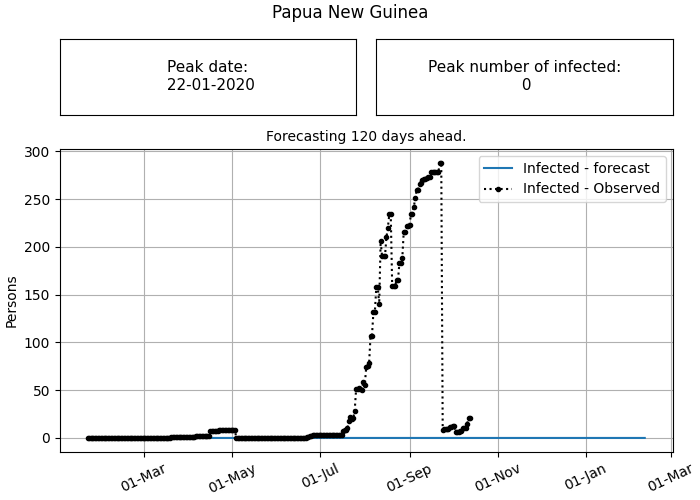 Papua New Guinea
Peak date:
22-01-2020
Peak number of infected:
0
Forecasting 120 days ahead.
Infected - forecast
Infected - Observed
Persons
300
250
200
150
100
50
0
01-Mar
01-May
01-Jul
01-Sep
01-Nov
01-Jan
01-Mar